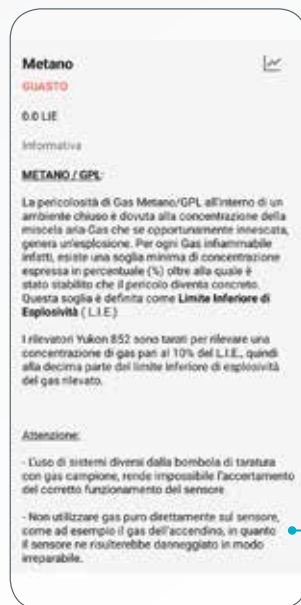 Metano
GUASTO
0.0 LIE
Informativa
METANO / GPL:
La pericolosità di Gas Metano/GPL all'interno di un
ambiente chiuso è dovuta alla concentrazione della
miscela aria-Gas che se opportunamente innescata,
genera un'esplosione. Per ogni Gas infiammabile
infatti, esiste una soglia minima di concentrazione
espressa in percentuale (%) oltre alla quale è
stato stabilito che il pericolo diventa concreto.
Questa soglia è definita come Limite Inferiore di
Esplosività ( L.I.E.)
I rilevatori Yukon 852 sono tarati per rilevare una
concentrazione di gas pari al 10% del L.I.E., quindi
alla decima parte del limite inferiore di esplosività
del gas rilevato.
Attenzione:
- L'uso di sistemi diversi dalla bombola di taratura
con gas campione, rende impossibile l'accertamento
del corretto funzionamento del sensore.
- Non utilizzare gas puro direttamente sul sensore,
come ad esempio il gas dell'accendino, in quanto
il sensore ne risulterebbe danneggiato in modo
irreparabile.